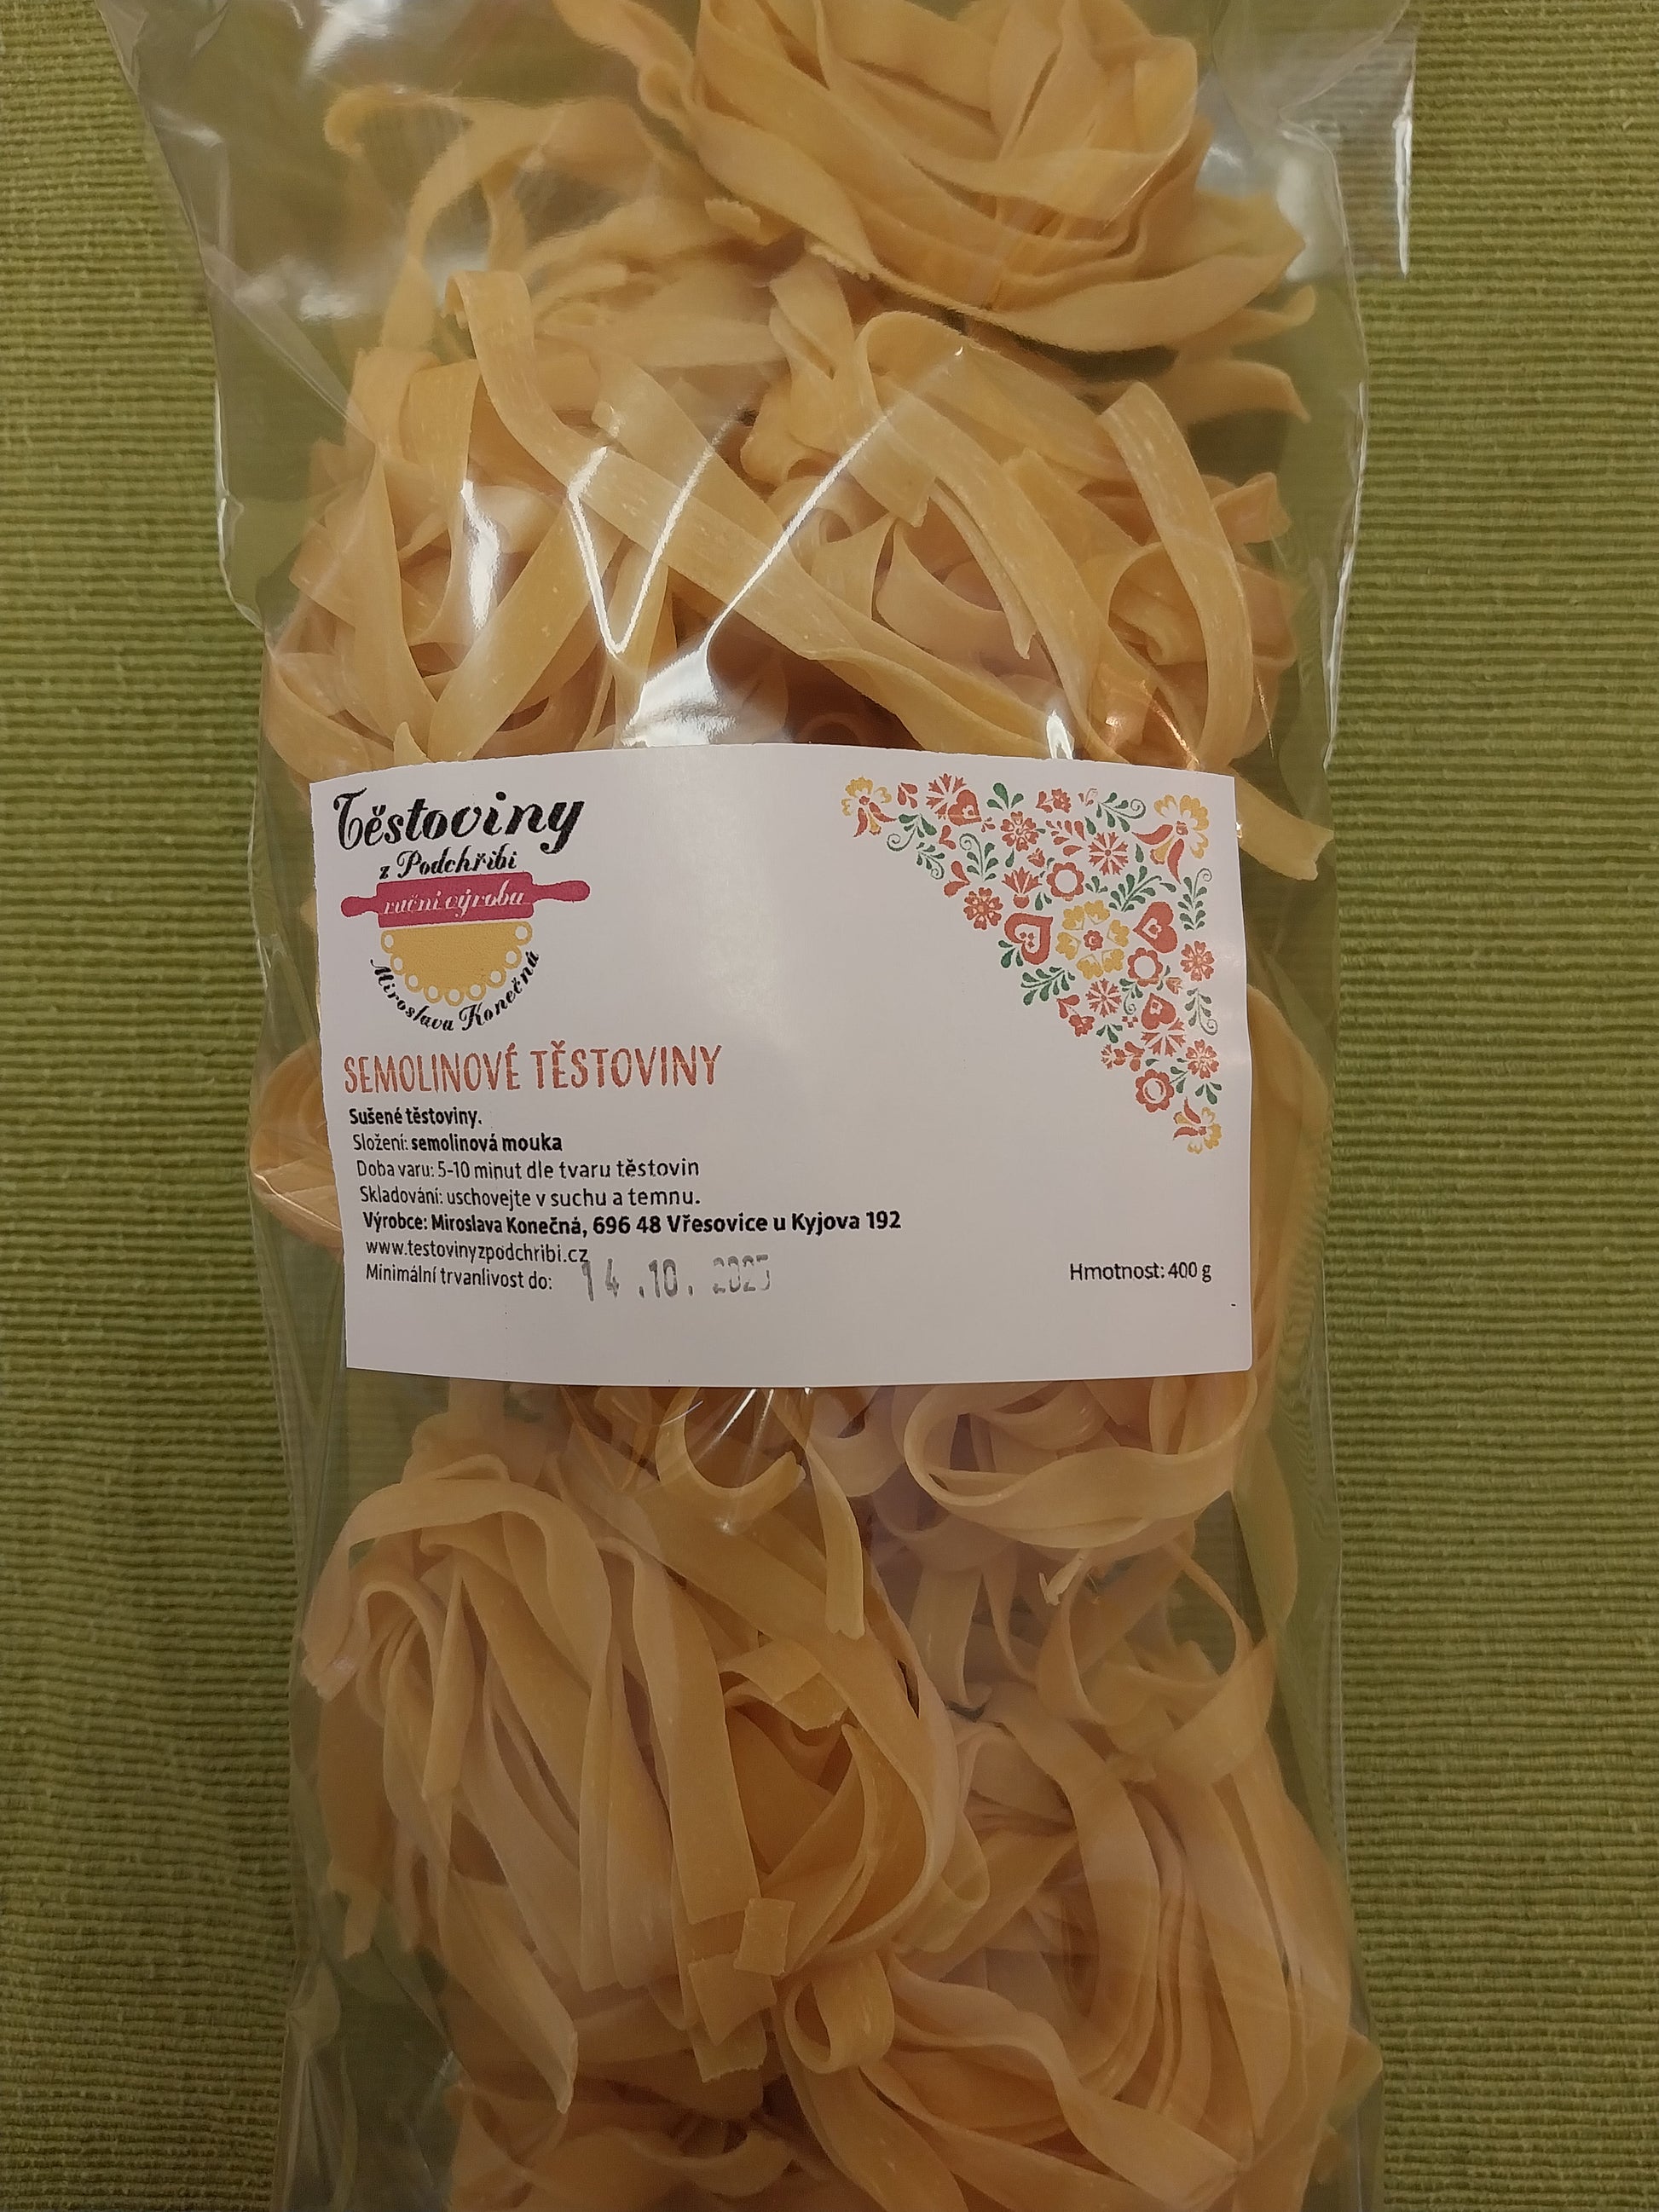 Těstoviny
z Podchřibí
ruční výroba
Miroslava Konečná
SEMOLINOVÉ TĚSTOVINY
Sušené těstoviny.
Složení: semolinová mouka
Doba varu: 5-10 minut dle tvaru těstovin
Skladování: uschovejte v suchu a temnu.
Výrobce: Miroslava Konečná, 696 48 Vřesovice u Kyjova 192
www.testovinyzpodchribi.cz
Minimální trvanlivost do: 14.10. 2025
Hmotnost: 400 g